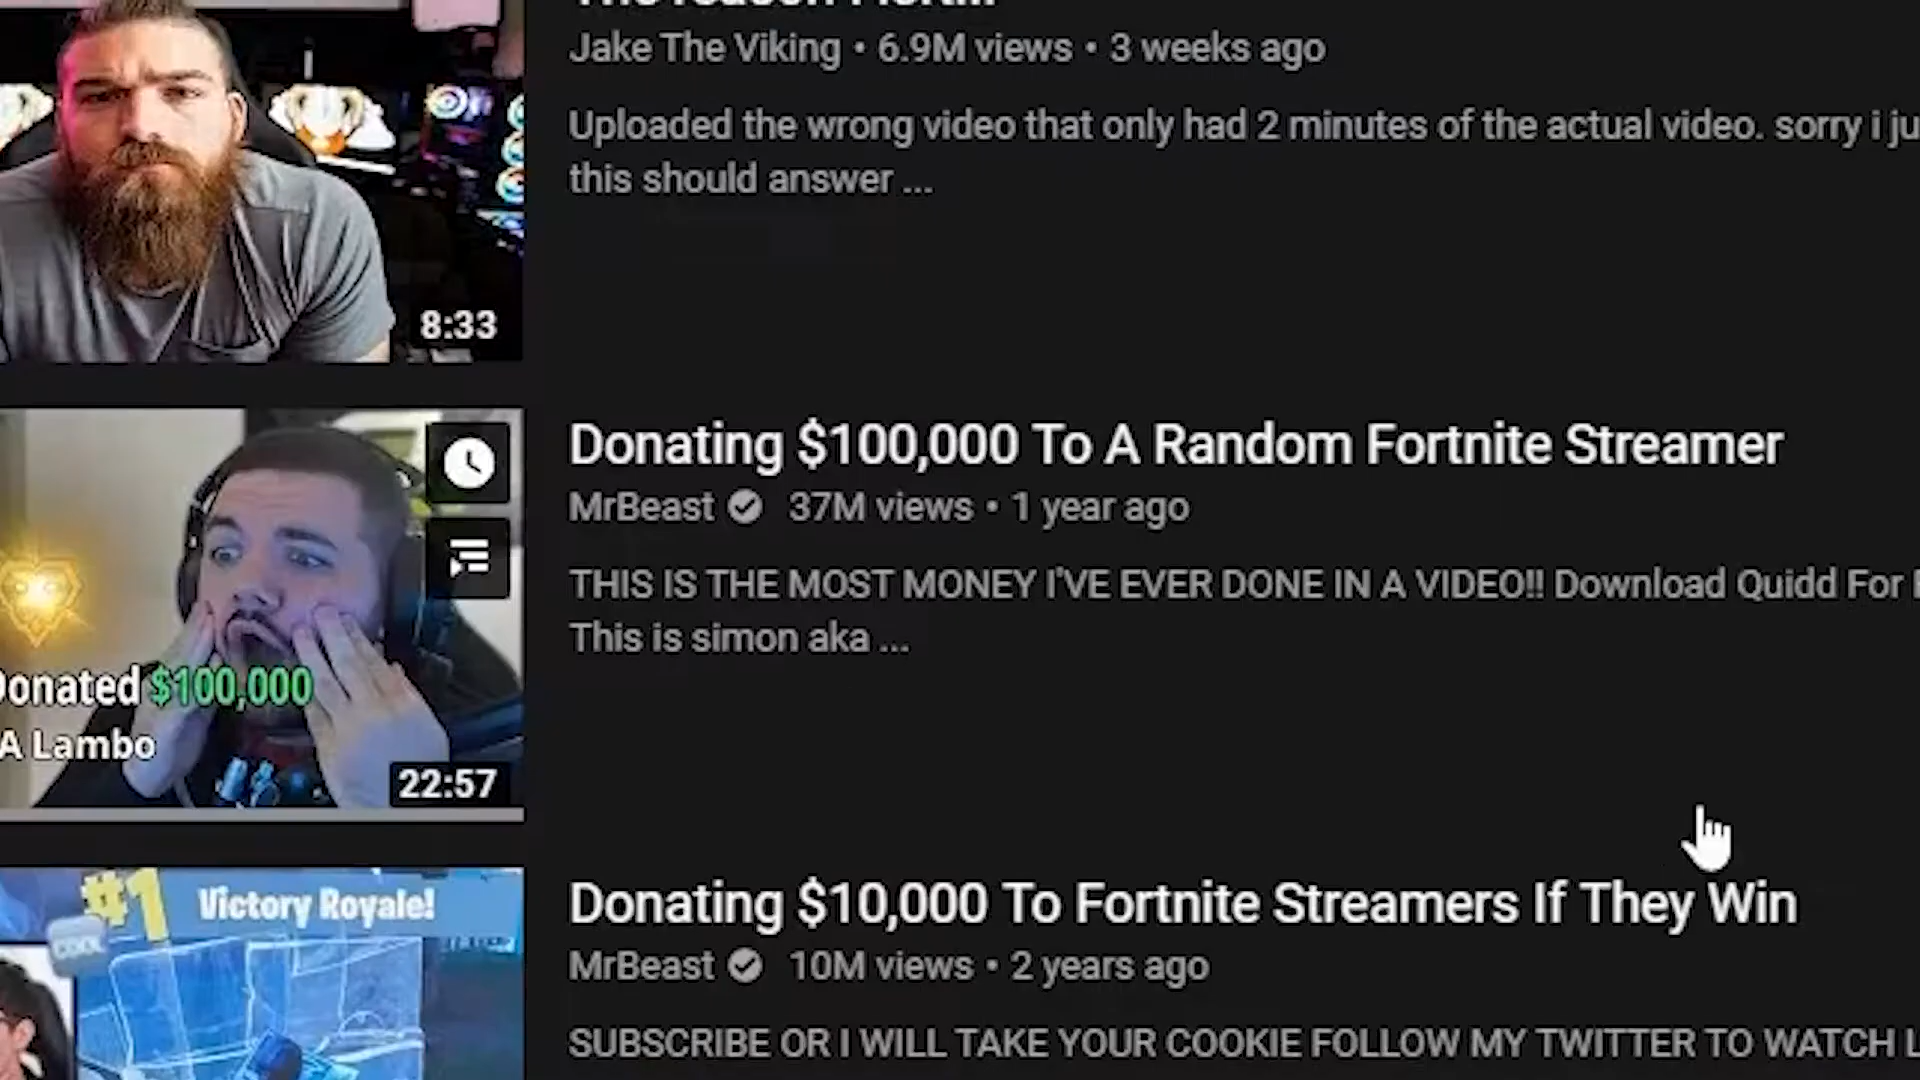 Jake The Viking • 6.9M views • 3 weeks ago
Uploaded the wrong video that only had 2 minutes of the actual video. sorry i ju
this should answer ...
8:33
Donating $100,000 To A Random Fortnite Streamer
MrBeast 37M views • 1 year ago
THIS IS THE MOST MONEY I'VE EVER DONE IN A VIDEO!! Download Quidd For
This is simon aka ...
Donated $100,000
A Lambo
22:57
#1 Victory Royale!
COOL
Donating $10,000 To Fortnite Streamers If They Win
MrBeast 10M views • 2 years ago
SUBSCRIBE OR I WILL TAKE YOUR COOKIE FOLLOW MY TWITTER TO WATCH L